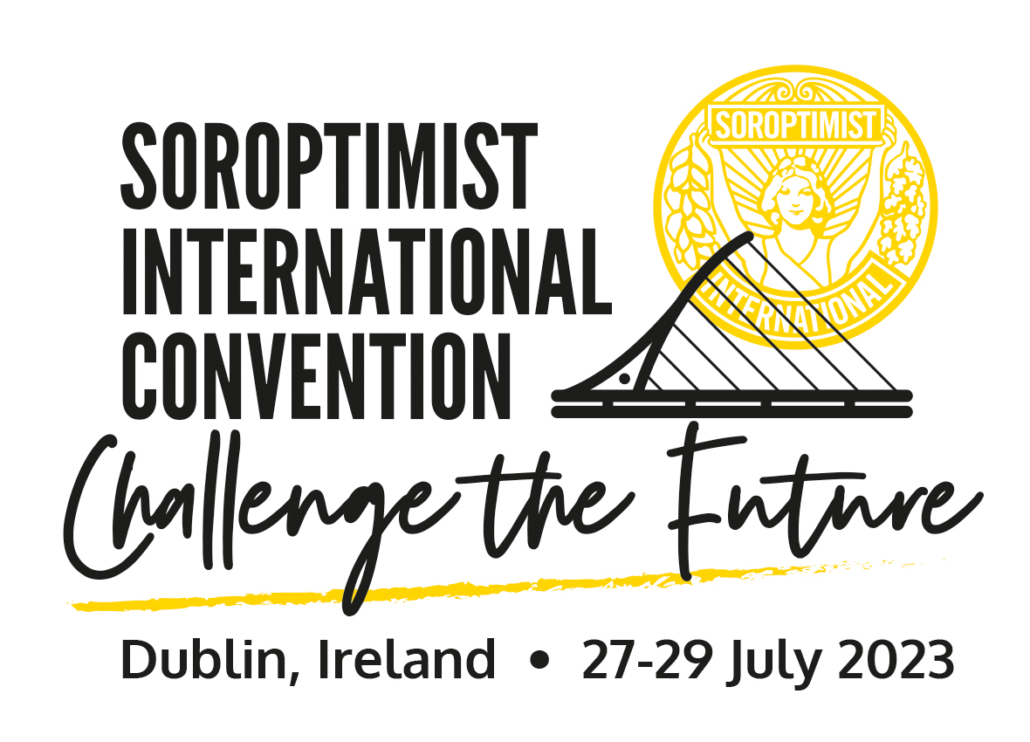 SOROPTIMIST
INTERNATIONAL
CONVENTION
SOROPTIMIST
INTERNATIONAL
Challenge the Future
Dublin, Ireland • 27-29 July 2023